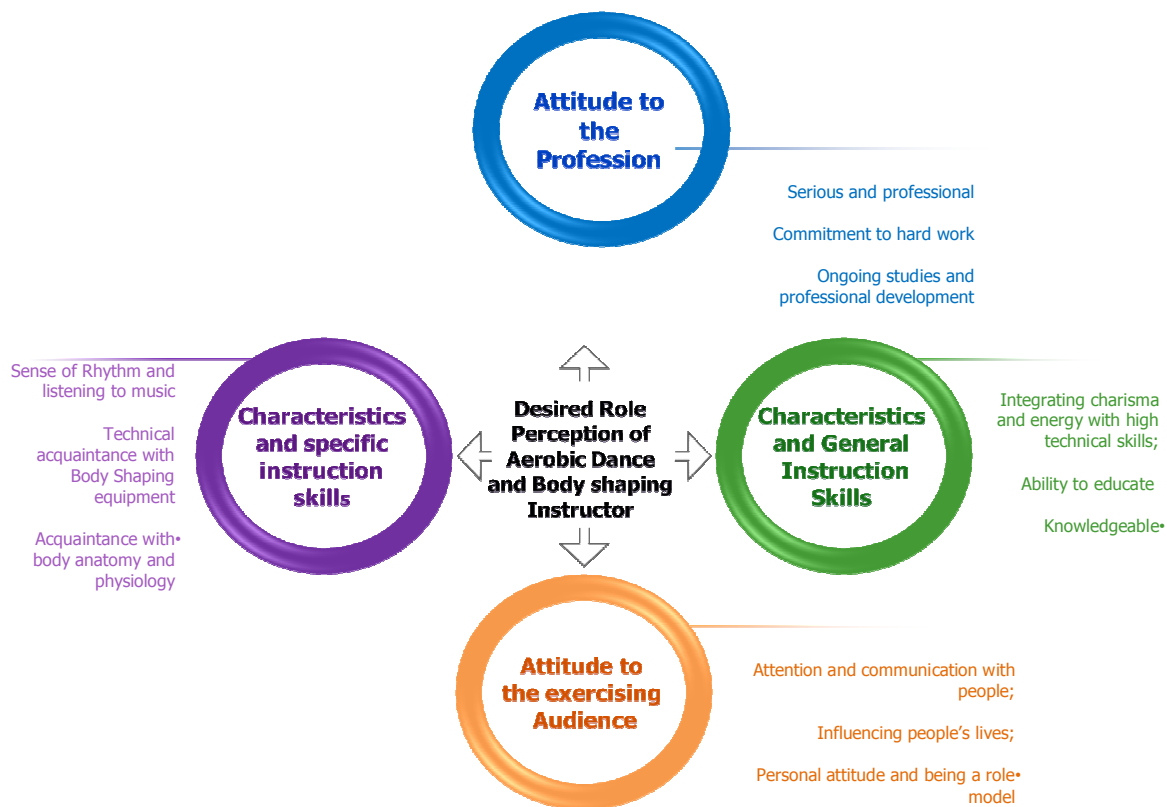 Attitude to
the
Profession
Serious and professional
Commitment to hard work
Ongoing studies and
professional development
Sense of Rhythm and
listening to music
Technical
acquaintance with
Body Shaping
equipment
Acquaintance with•
body anatomy and
physiology
Characteristics
and specific
instruction
skills
Desired Role
Perception of
Aerobic Dance
and Body shaping
Instructor
Characteristics
and General
Instruction
Skills
Integrating charisma
and energy with high
technical skills;
Ability to educate
Knowledgeable•
Attitude to
the exercising
Audience
Attention and communication with
people;
Influencing people's lives;
Personal attitude and being a role•
model